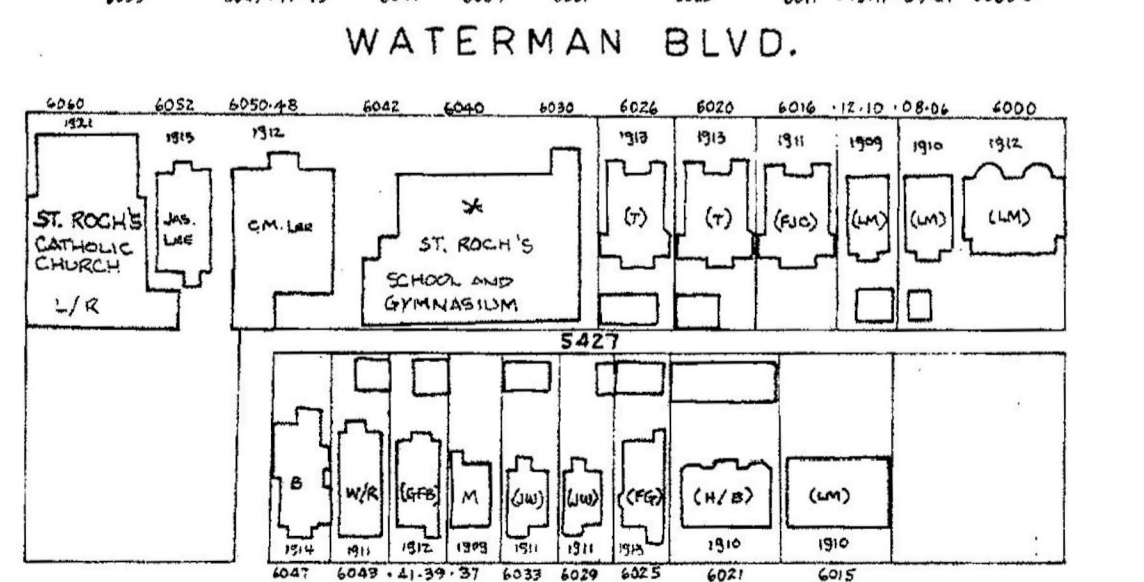 WATERMAN BLVD.
6060 6052 6050·48 6042 6040 6030 6026 6020 6016 ·12·10 ·08·06 6000
1921 1913 1912 1913 1913 1911 1909 1910 1912
ST. ROCH'S CATHOLIC CHURCH
L/R
JAS. LEE
C.M. LEE
*
ST. ROCH'S
SCHOOL AND
GYMNASIUM
(T) (T) (FJC) (LM) (LM) (LM)
5427
B W/R (GFB) M (JW) (JW) (FG) (H/B) (LM)
1914 1911 1912 1909 1911 1911 1913 1910 1910
6047 6043 ·41·39·37 6033 6029 6025 6021 6015